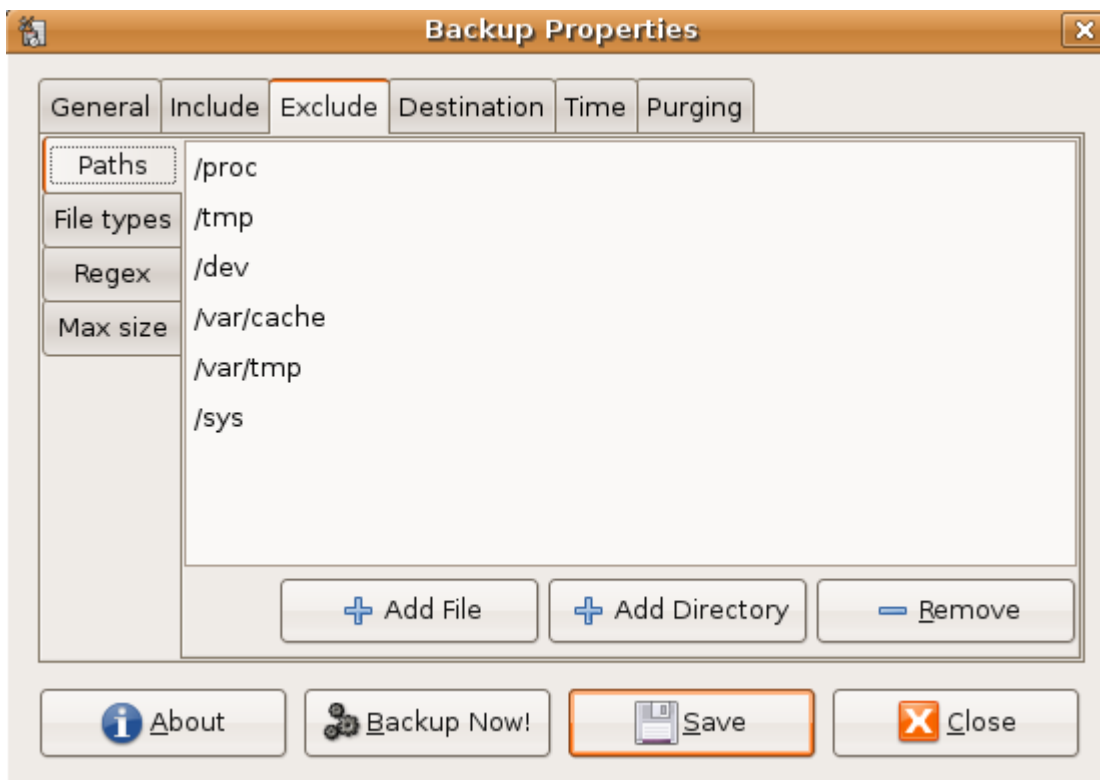 Backup Properties
General Include Exclude Destination Time Purging
Paths
File types
Regex
Max size
/proc
/tmp
/dev
/var/cache
/var/tmp
/sys
Add File Add Directory Remove
About Backup Now! Save Close